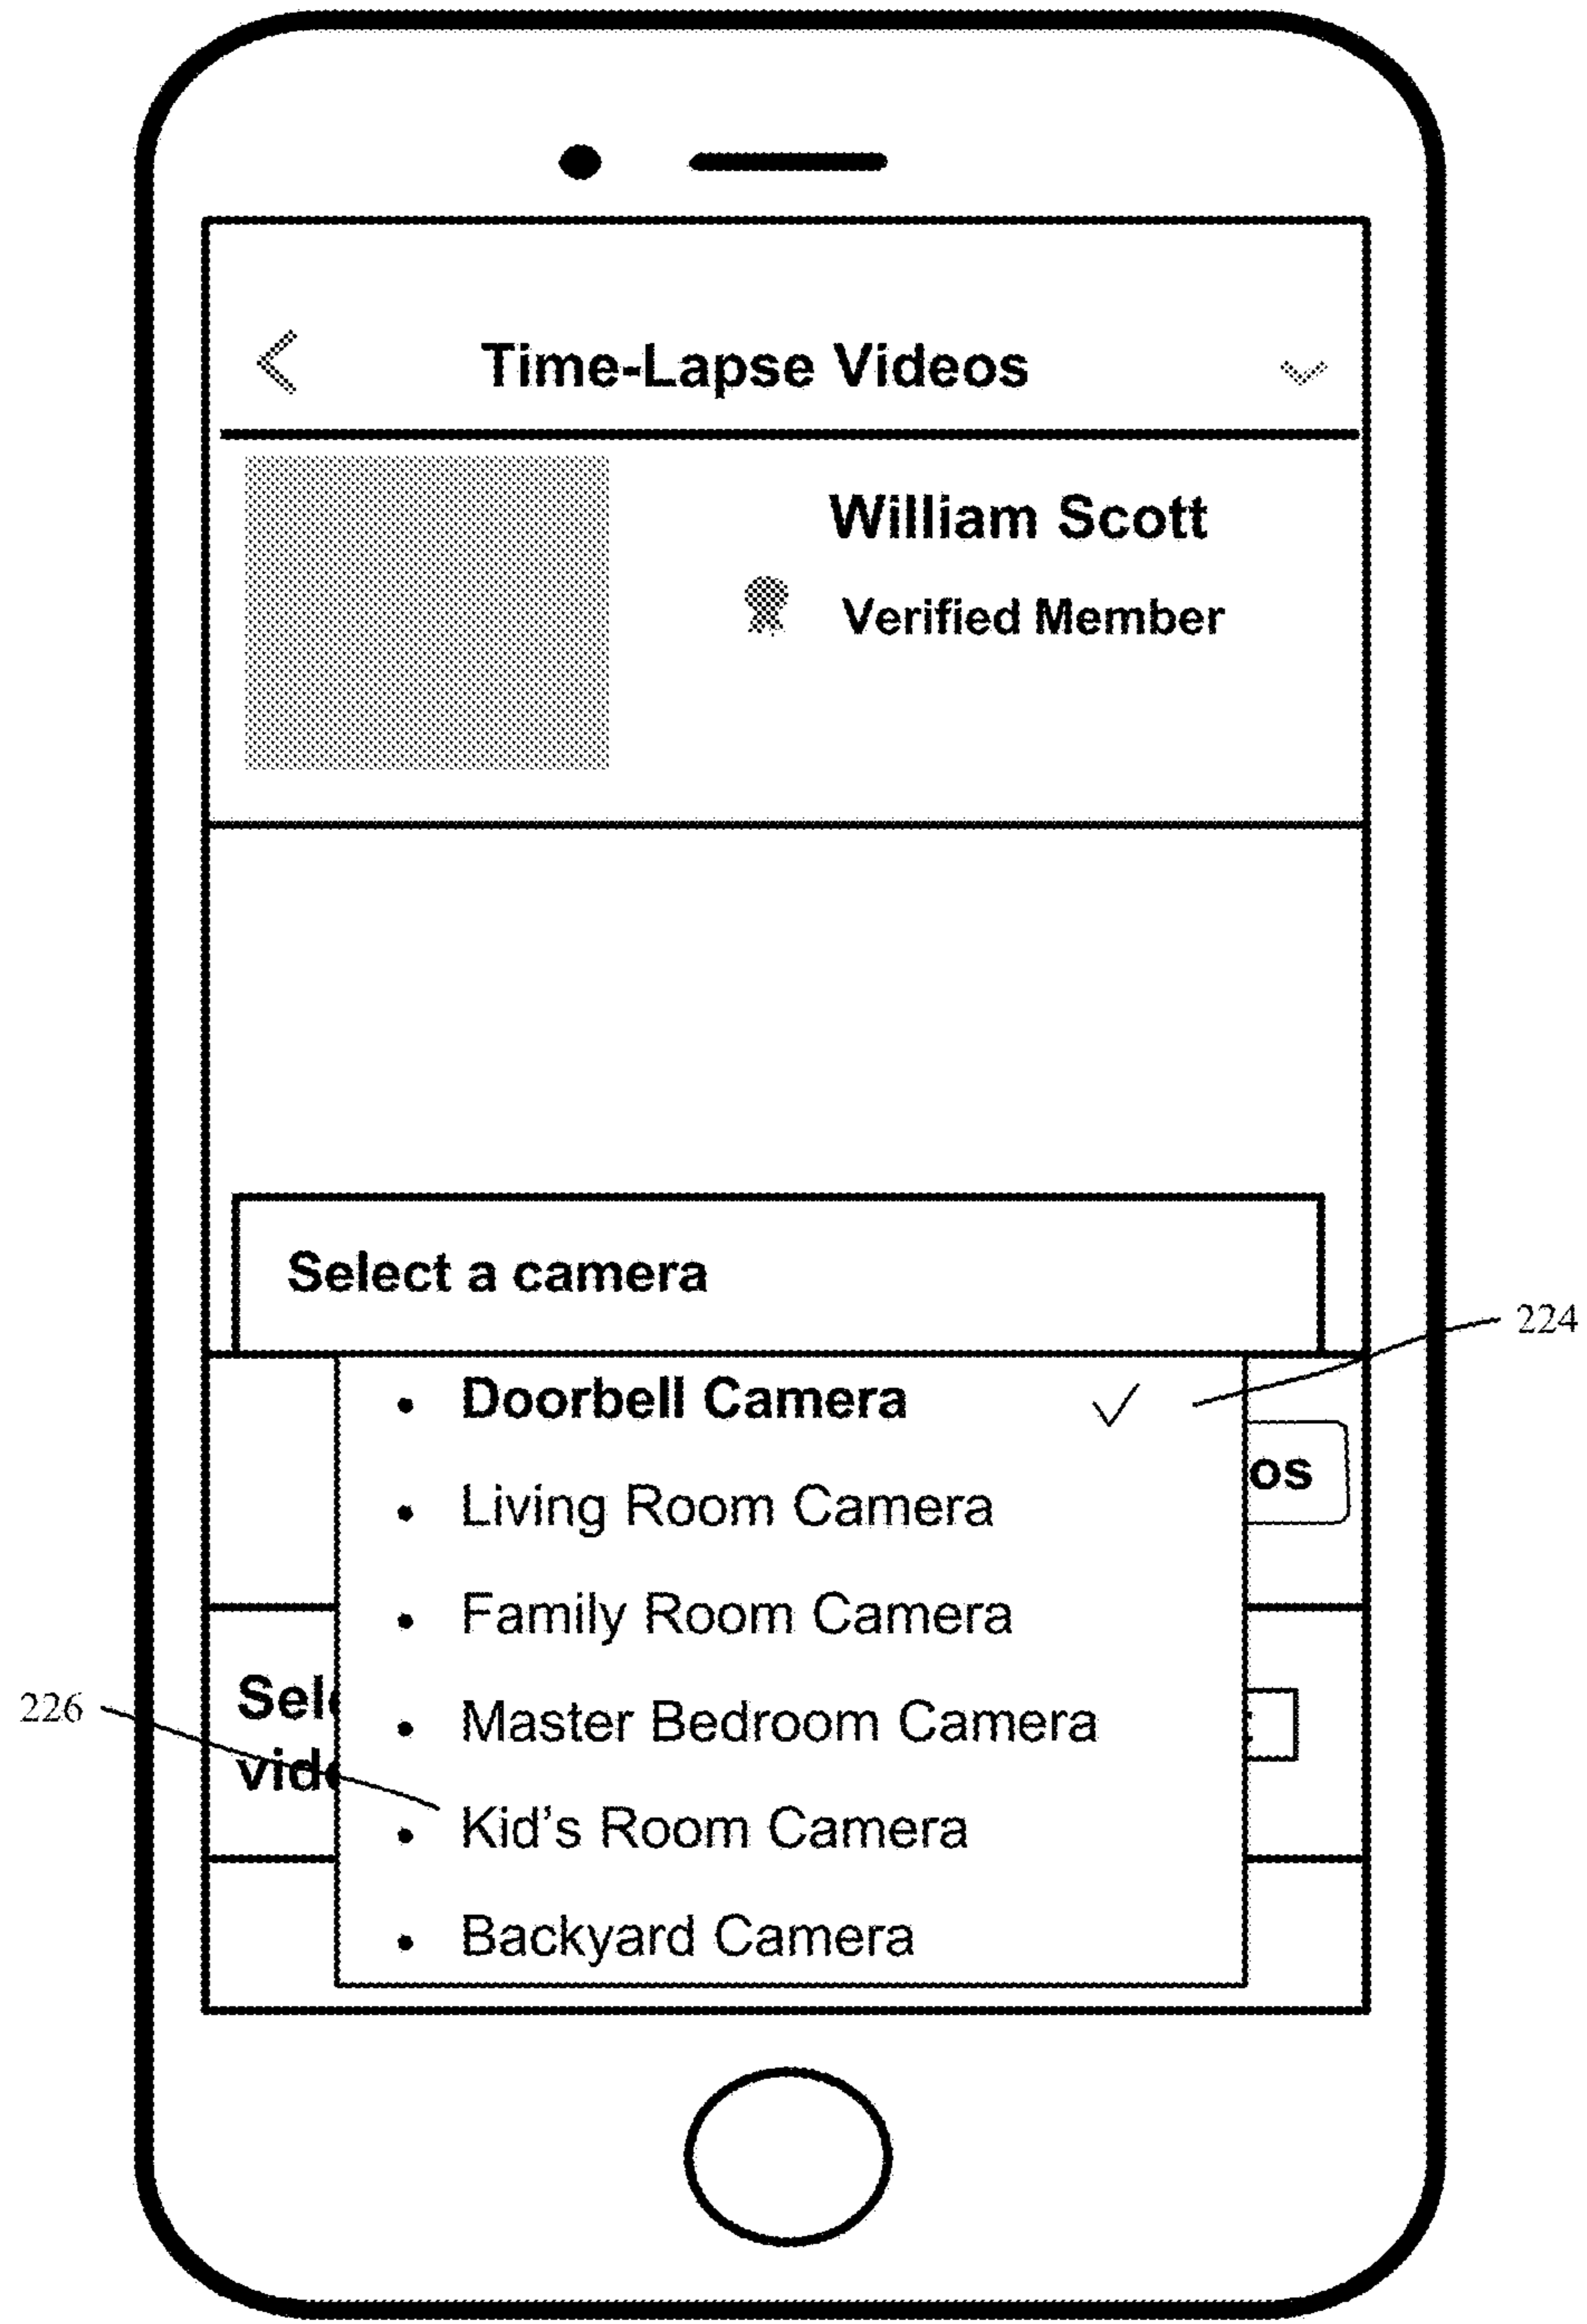 Time-Lapse Videos
William Scott
Verified Member
Select a camera
224
• Doorbell Camera ✓
os
• Living Room Camera
• Family Room Camera
226
Sel
• Master Bedroom Camera
vid
• Kid's Room Camera
• Backyard Camera